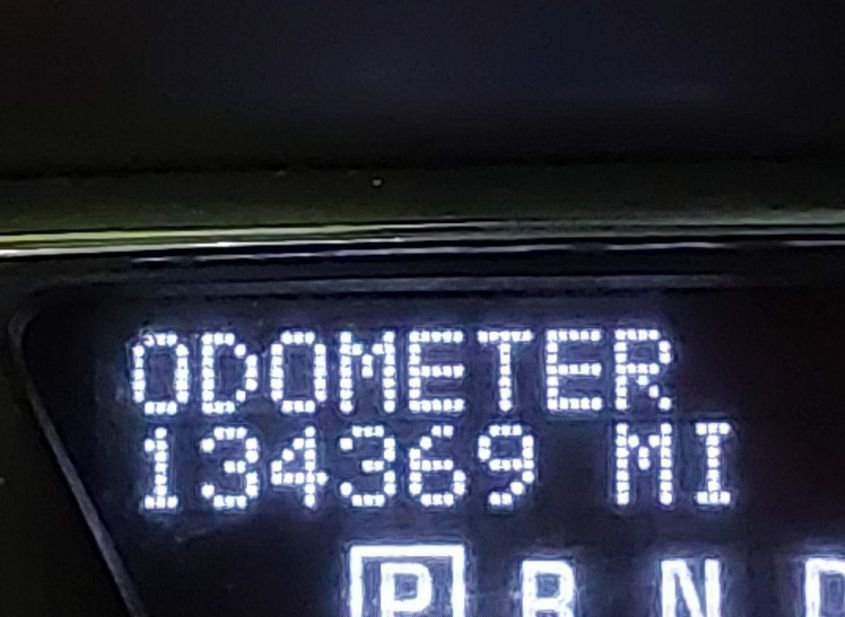 ODOMETER
134369 MI
P R N D